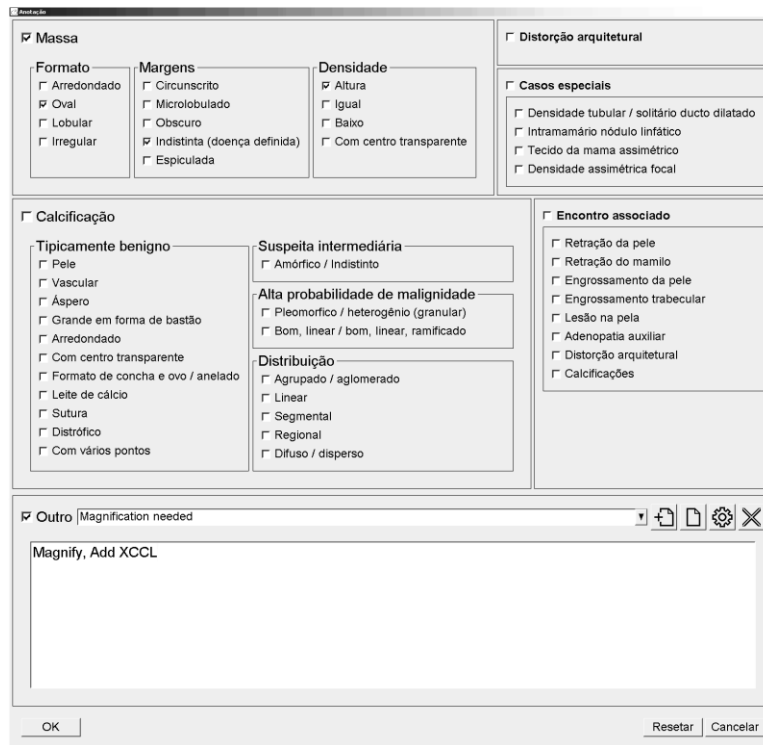 Anotação
Massa
Formato
Arredondado
Oval
Lobular
Irregular
Margens
Circunscrito
Microlobulado
Obscuro
Indistinta (doença definida)
Espiculada
Densidade
Altura
Igual
Baixo
Com centro transparente
Distorção arquitetural
Casos especiais
Densidade tubular / solitário ducto dilatado
Intramamário nódulo linfático
Tecido da mama assimétrico
Densidade assimétrica focal
Calcificação
Tipicamente benigno
Pele
Vascular
Áspero
Grande em forma de bastão
Arredondado
Com centro transparente
Formato de concha e ovo / anelado
Leite de cálcio
Sutura
Distrófico
Com vários pontos
Suspeita intermediária
Amórfico / Indistinto
Alta probabilidade de malignidade
Pleomorfico / heterogênio (granular)
Bom, linear / bom, linear, ramificado
Distribuição
Agrupado / aglomerado
Linear
Segmental
Regional
Difuso / disperso
Encontro associado
Retração da pele
Retração do mamilo
Engrossamento da pele
Engrossamento trabecular
Lesão na pela
Adenopatia auxiliar
Distorção arquitetural
Calcificações
Outro Magnification needed
Magnify, Add XCCL
OK
Resetar
Cancelar